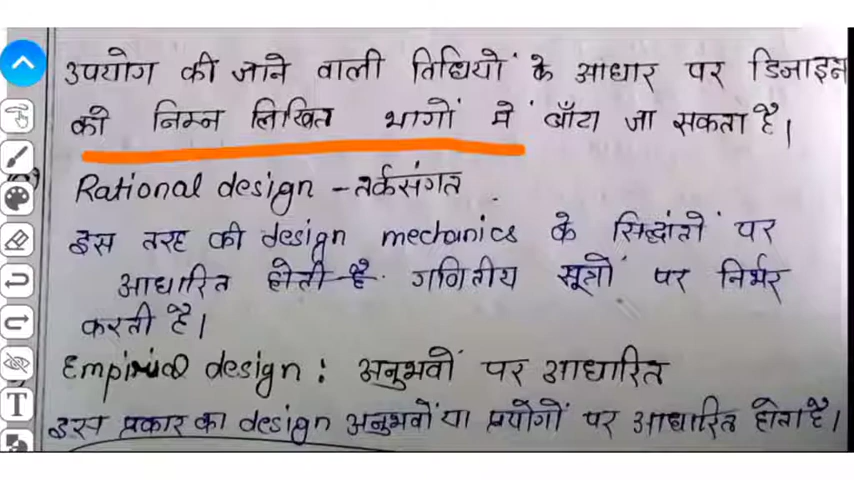 उपयोग की जाने वाली विधियों के आधार पर डिजाइन
को निम्न लिखित भागों में बाँटा जा सकता है।
Rational design - तर्कसंगत
इस तरह की design mechanics के सिद्धांतों पर
आधारित होती है गणितीय सूत्रों पर निर्भर
करती है।
Empirical design : अनुभवों पर आधारित
इस प्रकार का design अनुभवों या प्रयोगों पर आधारित होता है।
T